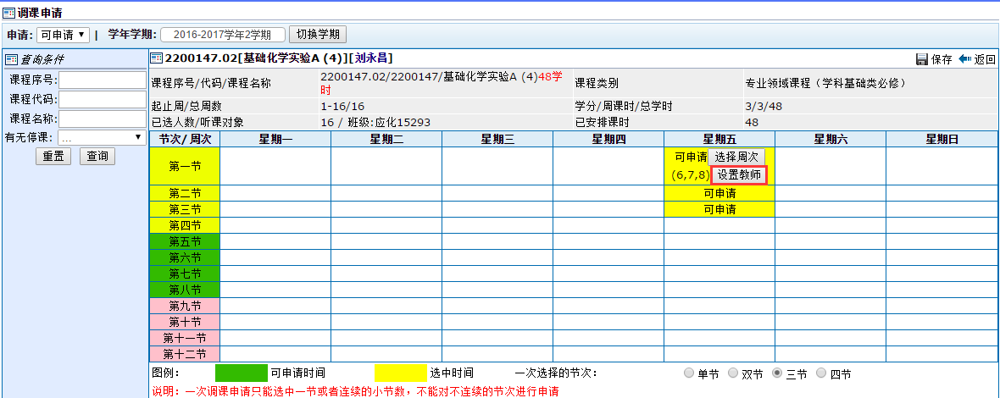 调课申请
申请: 可申请 | 学年学期: 2016-2017学年2学期 切换学期
查询条件
课程序号:
课程代码:
课程名称:
有无停课: ...
重置 查询
2200147.02[基础化学实验A (4)][刘永昌] 保存 返回
课程序号/代码/课程名称 2200147.02/2200147/基础化学实验A (4)48学时 课程类别 专业领域课程（学科基础类必修）
起止周/总周数 1-16/16 学分/周课时/总学时 3/3/48
已选人数/听课对象 16 / 班级:应化15293 已安排课时 48
节次/周次 星期一 星期二 星期三 星期四 星期五 星期六 星期日
第一节 可申请 选择周次
(6,7,8) 设置教师
第二节 可申请
第三节 可申请
第四节
第五节
第六节
第七节
第八节
第九节
第十节
第十一节
第十二节
图例: 可申请时间 选中时间 一次选择的节次: 单节 双节 三节 四节
说明: 一次调课申请只能选中一节或者连续的小节数，不能对不连续的节次进行申请